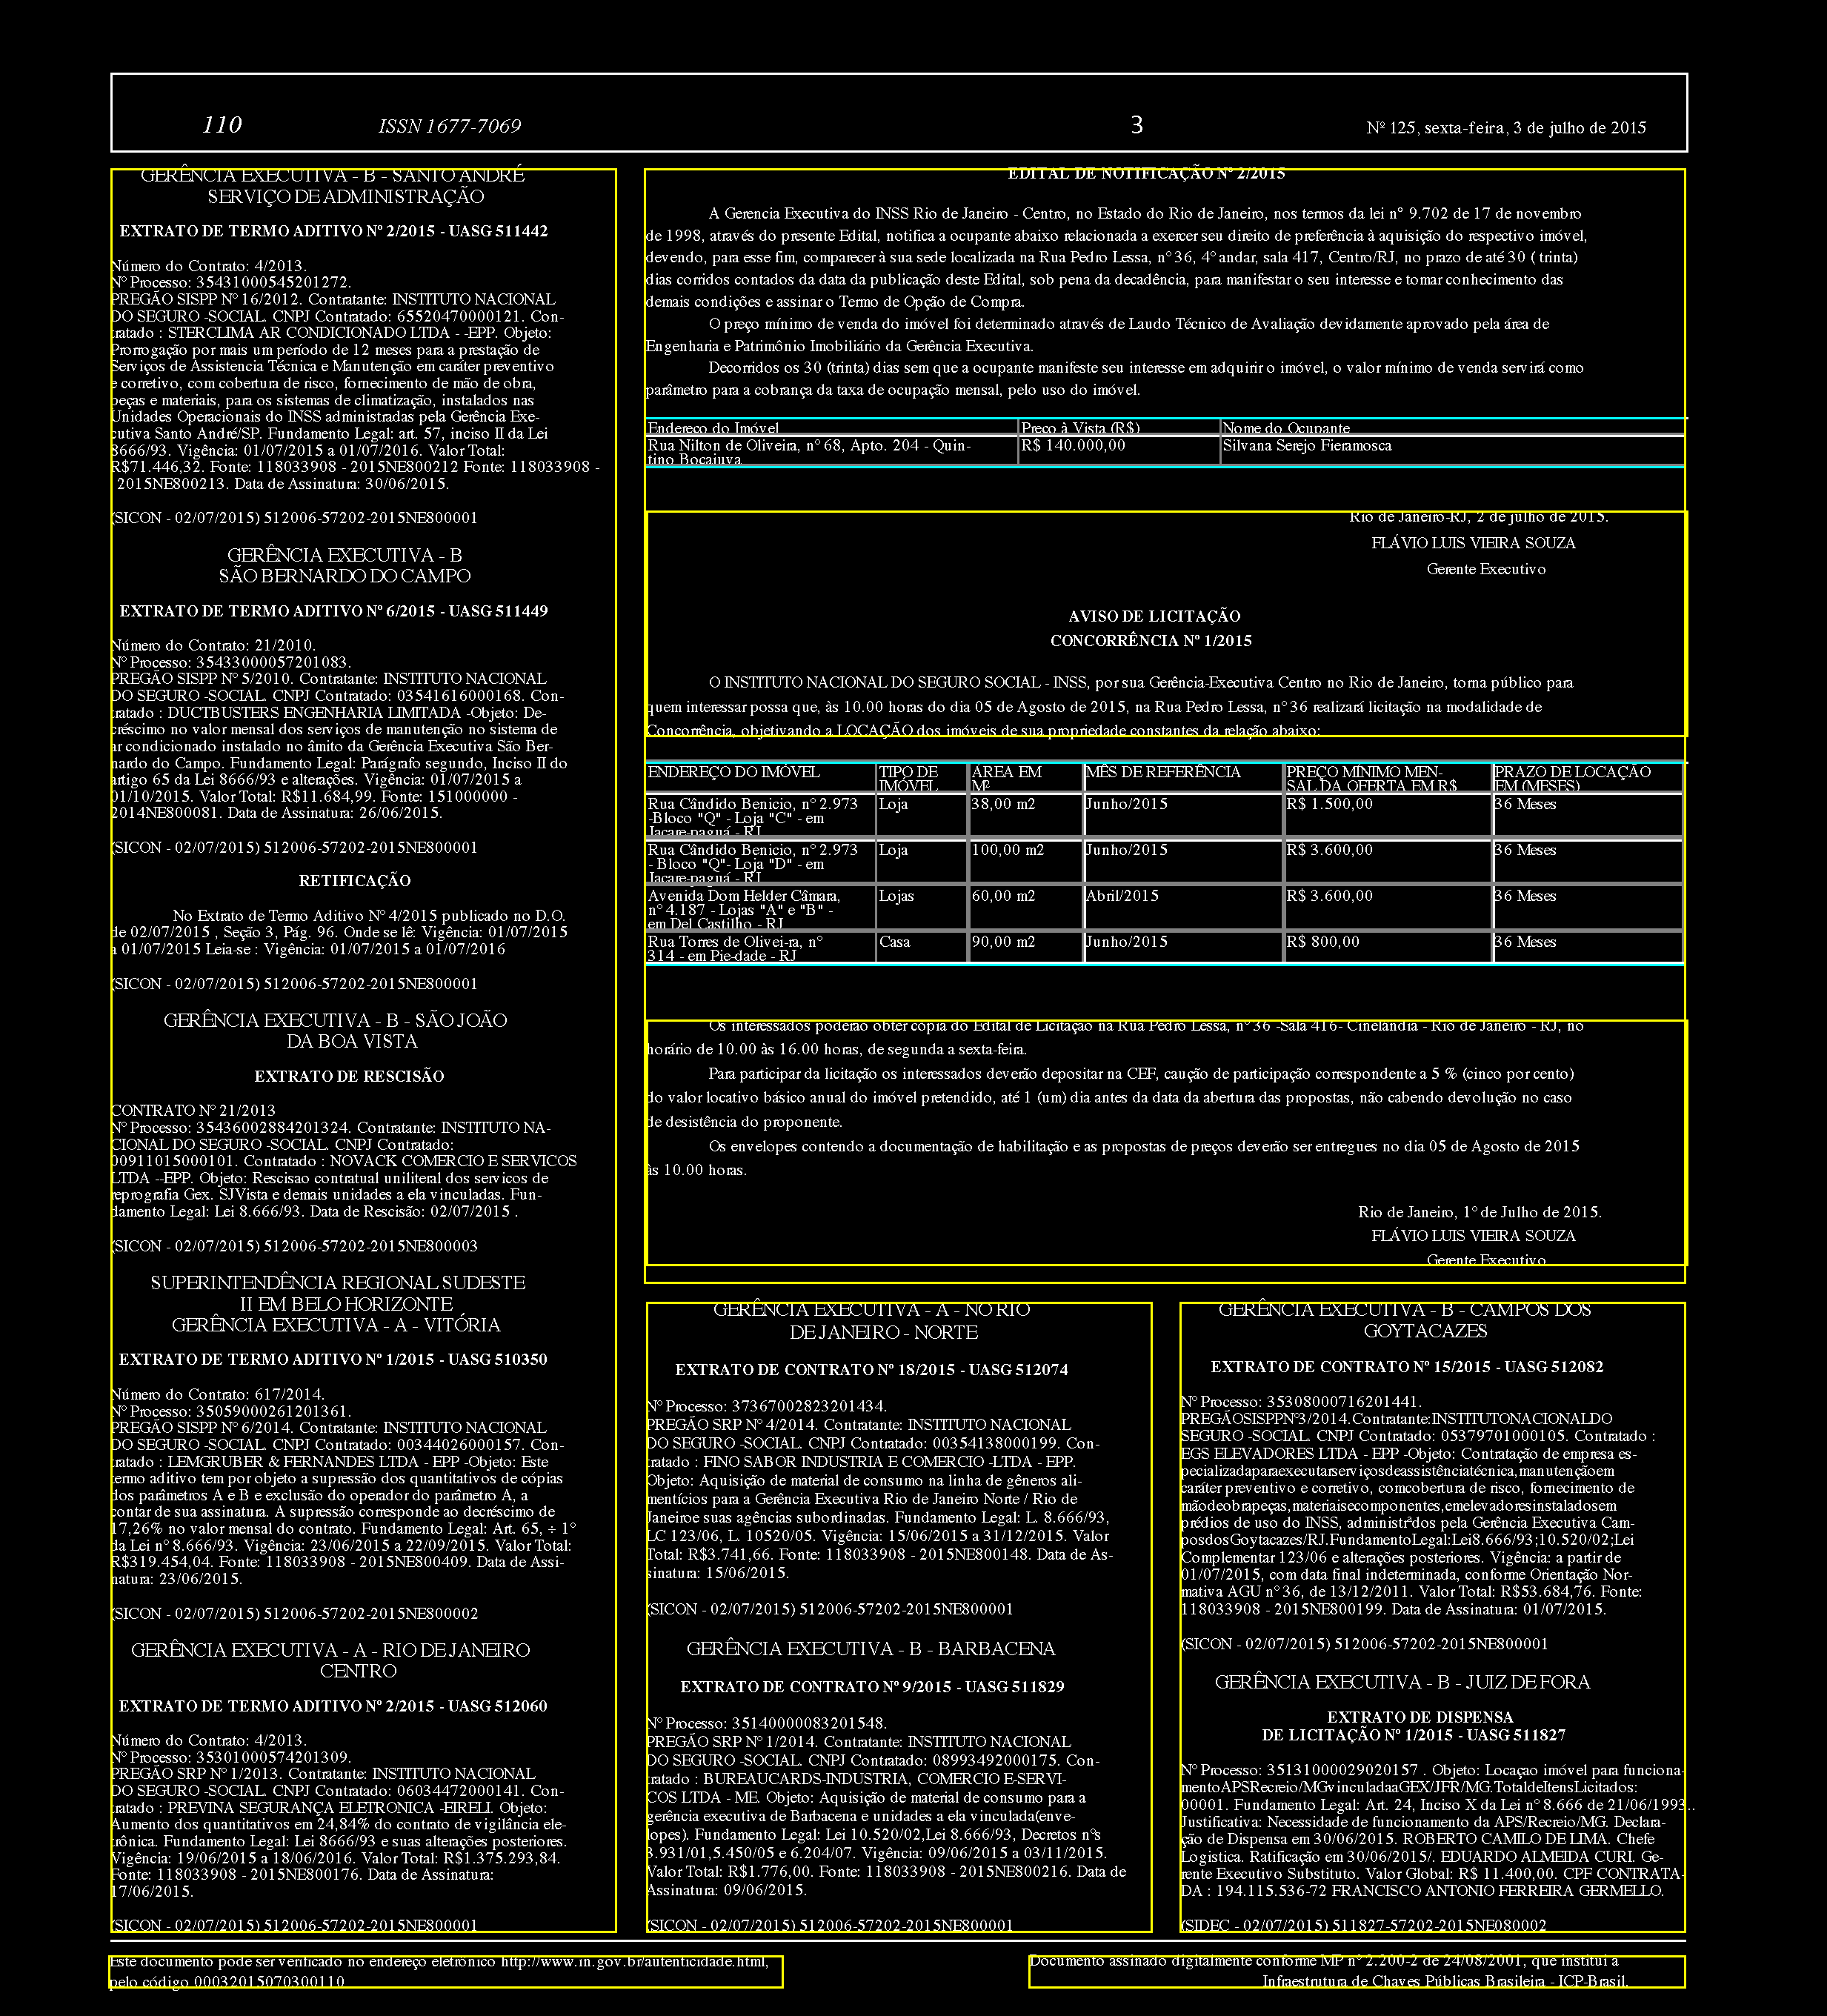 110
ISSN 1677-7069
3
Nº 125, sexta-feira, 3 de julho de 2015
GERÊNCIA EXECUTIVA - B - SANTO ANDRÉ
SERVIÇO DE ADMINISTRAÇÃO
EXTRATO DE TERMO ADITIVO Nº 2/2015 - UASG 511442
Número do Contrato: 4/2013.
Nº Processo: 35431000545201272.
PREGÃO SISPP Nº 16/2012. Contratante: INSTITUTO NACIONAL
DO SEGURO -SOCIAL. CNPJ Contratado: 65520470000121. Con-
tratado : STERCLIMA AR CONDICIONADO LTDA - -EPP. Objeto:
Prorrogação por mais um período de 12 meses para a prestação de
Serviços de Assistencia Técnica e Manutenção em caráter preventivo
e corretivo, com cobertura de risco, fornecimento de mão de obra,
peças e materiais, para os sistemas de climatização, instalados nas
Unidades Operacionais do INSS administradas pela Gerência Exe-
cutiva Santo André/SP. Fundamento Legal: art. 57, inciso II da Lei
8666/93. Vigência: 01/07/2015 a 01/07/2016. Valor Total:
R$71.446,32. Fonte: 118033908 - 2015NE800212 Fonte: 118033908 -
2015NE800213. Data de Assinatura: 30/06/2015.
(SICON - 02/07/2015) 512006-57202-2015NE800001
GERÊNCIA EXECUTIVA - B
SÃO BERNARDO DO CAMPO
EXTRATO DE TERMO ADITIVO Nº 6/2015 - UASG 511449
Número do Contrato: 21/2010.
Nº Processo: 35433000057201083.
PREGÃO SISPP Nº 5/2010. Contratante: INSTITUTO NACIONAL
DO SEGURO -SOCIAL. CNPJ Contratado: 03541616000168. Con-
tratado : DUCTBUSTERS ENGENHARIA LIMITADA -Objeto: De-
créscimo no valor mensal dos serviços de manutenção no sistema de
ar condicionado instalado no âmito da Gerência Executiva São Ber-
nardo do Campo. Fundamento Legal: Parágrafo segundo, Inciso II do
artigo 65 da Lei 8666/93 e alterações. Vigência: 01/07/2015 a
01/10/2015. Valor Total: R$11.684,99. Fonte: 151000000 -
2014NE800081. Data de Assinatura: 26/06/2015.
(SICON - 02/07/2015) 512006-57202-2015NE800001
RETIFICAÇÃO
No Extrato de Termo Aditivo Nº 4/2015 publicado no D.O.
de 02/07/2015 , Seção 3, Pág. 96. Onde se lê: Vigência: 01/07/2015
a 01/07/2015 Leia-se : Vigência: 01/07/2015 a 01/07/2016
(SICON - 02/07/2015) 512006-57202-2015NE800001
GERÊNCIA EXECUTIVA - B - SÃO JOÃO
DA BOA VISTA
EXTRATO DE RESCISÃO
CONTRATO Nº 21/2013
Nº Processo: 35436002884201324. Contratante: INSTITUTO NA-
CIONAL DO SEGURO -SOCIAL. CNPJ Contratado:
00911015000101. Contratado : NOVACK COMERCIO E SERVICOS
LTDA --EPP. Objeto: Rescisao contratual uniliteral dos servicos de
reprografia Gex. SJVista e demais unidades a ela vinculadas. Fun-
damento Legal: Lei 8.666/93. Data de Rescisão: 02/07/2015 .
(SICON - 02/07/2015) 512006-57202-2015NE800003
SUPERINTENDÊNCIA REGIONAL SUDESTE
II EM BELO HORIZONTE
GERÊNCIA EXECUTIVA - A - VITÓRIA
EXTRATO DE TERMO ADITIVO Nº 1/2015 - UASG 510350
Número do Contrato: 617/2014.
Nº Processo: 35059000261201361.
PREGÃO SISPP Nº 6/2014. Contratante: INSTITUTO NACIONAL
DO SEGURO -SOCIAL. CNPJ Contratado: 00344026000157. Con-
tratado : LEMGRUBER & FERNANDES LTDA - EPP -Objeto: Este
termo aditivo tem por objeto a supressão dos quantitativos de cópias
dos parâmetros A e B e exclusão do operador do parâmetro A, a
contar de sua assinatura. A supressão corresponde ao decréscimo de
17,26% no valor mensal do contrato. Fundamento Legal: Art. 65, ÷ 1°
da Lei nº 8.666/93. Vigência: 23/06/2015 a 22/09/2015. Valor Total:
R$319.454,04. Fonte: 118033908 - 2015NE800409. Data de Assi-
natura: 23/06/2015.
(SICON - 02/07/2015) 512006-57202-2015NE800002
GERÊNCIA EXECUTIVA - A - RIO DE JANEIRO
CENTRO
EXTRATO DE TERMO ADITIVO Nº 2/2015 - UASG 512060
Número do Contrato: 4/2013.
Nº Processo: 35301000574201309.
PREGÃO SRP Nº 1/2013. Contratante: INSTITUTO NACIONAL
DO SEGURO -SOCIAL. CNPJ Contratado: 06034472000141. Con-
tratado : PREVINA SEGURANÇA ELETRONICA -EIRELI. Objeto:
Aumento dos quantitativos em 24,84% do contrato de vigilância ele-
trônica. Fundamento Legal: Lei 8666/93 e suas alterações posteriores.
Vigência: 19/06/2015 a 18/06/2016. Valor Total: R$1.375.293,84.
Fonte: 118033908 - 2015NE800176. Data de Assinatura:
17/06/2015.
(SICON - 02/07/2015) 512006-57202-2015NE800001
EDITAL DE NOTIFICAÇÃO Nº 2/2015
A Gerencia Executiva do INSS Rio de Janeiro - Centro, no Estado do Rio de Janeiro, nos termos da lei n° 9.702 de 17 de novembro
de 1998, através do presente Edital, notifica a ocupante abaixo relacionada a exercer seu direito de preferência à aquisição do respectivo imóvel,
devendo, para esse fim, comparecer à sua sede localizada na Rua Pedro Lessa, nº 36, 4º andar, sala 417, Centro/RJ, no prazo de até 30 ( trinta)
dias corridos contados da data da publicação deste Edital, sob pena da decadência, para manifestar o seu interesse e tomar conhecimento das
demais condições e assinar o Termo de Opção de Compra.
O preço mínimo de venda do imóvel foi determinado através de Laudo Técnico de Avaliação devidamente aprovado pela área de
Engenharia e Patrimônio Imobiliário da Gerência Executiva.
Decorridos os 30 (trinta) dias sem que a ocupante manifeste seu interesse em adquirir o imóvel, o valor mínimo de venda servirá como
parâmetro para a cobrança da taxa de ocupação mensal, pelo uso do imóvel.
Endereço do Imóvel Preço à Vista (R$) Nome do Ocupante
Rua Nilton de Oliveira, nº 68, Apto. 204 - Quin- R$ 140.000,00 Silvana Serejo Fieramosca
tino Bocaiuva
Rio de Janeiro-RJ, 2 de julho de 2015.
FLÁVIO LUIS VIEIRA SOUZA
Gerente Executivo
AVISO DE LICITAÇÃO
CONCORRÊNCIA Nº 1/2015
O INSTITUTO NACIONAL DO SEGURO SOCIAL - INSS, por sua Gerência-Executiva Centro no Rio de Janeiro, torna público para
quem interessar possa que, às 10.00 horas do dia 05 de Agosto de 2015, na Rua Pedro Lessa, nº 36 realizará licitação na modalidade de
Concorrência, objetivando a LOCAÇÃO dos imóveis de sua propriedade constantes da relação abaixo:
ENDEREÇO DO IMÓVEL TIPO DE ÁREA EM MÊS DE REFERÊNCIA PREÇO MÍNIMO MEN- PRAZO DE LOCAÇÃO
IMÓVEL M² SAL DA OFERTA EM R$ EM (MESES)
Rua Cândido Benicio, nº 2.973 Loja 38,00 m2 Junho/2015 R$ 1.500,00 36 Meses
-Bloco "Q" - Loja "C" - em
Jacare-paguá - RJ
Rua Cândido Benicio, nº 2.973 Loja 100,00 m2 Junho/2015 R$ 3.600,00 36 Meses
- Bloco "Q"- Loja "D" - em
Jacare-paguá - RJ
Avenida Dom Helder Câmara, Lojas 60,00 m2 Abril/2015 R$ 3.600,00 36 Meses
nº 4.187 - Lojas "A" e "B" -
em Del Castilho - RJ
Rua Torres de Olivei-ra, nº Casa 90,00 m2 Junho/2015 R$ 800,00 36 Meses
314 - em Pie-dade - RJ
Os interessados poderão obter cópia do Edital de Licitação na Rua Pedro Lessa, nº 36 -Sala 416- Cinelândia - Rio de Janeiro - RJ, no
horário de 10.00 às 16.00 horas, de segunda a sexta-feira.
Para participar da licitação os interessados deverão depositar na CEF, caução de participação correspondente a 5 % (cinco por cento)
do valor locativo básico anual do imóvel pretendido, até 1 (um) dia antes da data da abertura das propostas, não cabendo devolução no caso
de desistência do proponente.
Os envelopes contendo a documentação de habilitação e as propostas de preços deverão ser entregues no dia 05 de Agosto de 2015
às 10.00 horas.
Rio de Janeiro, 1º de Julho de 2015.
FLÁVIO LUIS VIEIRA SOUZA
Gerente Executivo
GERÊNCIA EXECUTIVA - A - NO RIO
DE JANEIRO - NORTE
EXTRATO DE CONTRATO Nº 18/2015 - UASG 512074
Nº Processo: 37367002823201434.
PREGÃO SRP Nº 4/2014. Contratante: INSTITUTO NACIONAL
DO SEGURO -SOCIAL. CNPJ Contratado: 00354138000199. Con-
tratado : FINO SABOR INDUSTRIA E COMERCIO -LTDA - EPP.
Objeto: Aquisição de material de consumo na linha de gêneros ali-
mentícios para a Gerência Executiva Rio de Janeiro Norte / Rio de
Janeiroe suas agências subordinadas. Fundamento Legal: L. 8.666/93,
LC 123/06, L. 10520/05. Vigência: 15/06/2015 a 31/12/2015. Valor
Total: R$3.741,66. Fonte: 118033908 - 2015NE800148. Data de As-
sinatura: 15/06/2015.
(SICON - 02/07/2015) 512006-57202-2015NE800001
GERÊNCIA EXECUTIVA - B - BARBACENA
EXTRATO DE CONTRATO Nº 9/2015 - UASG 511829
Nº Processo: 35140000083201548.
PREGÃO SRP Nº 1/2014. Contratante: INSTITUTO NACIONAL
DO SEGURO -SOCIAL. CNPJ Contratado: 08993492000175. Con-
tratado : BUREAUCARDS-INDUSTRIA, COMERCIO E-SERVI-
COS LTDA - ME. Objeto: Aquisição de material de consumo para a
gerência executiva de Barbacena e unidades a ela vinculada(enve-
lopes). Fundamento Legal: Lei 10.520/02,Lei 8.666/93, Decretos nºs
3.931/01,5.450/05 e 6.204/07. Vigência: 09/06/2015 a 03/11/2015.
Valor Total: R$1.776,00. Fonte: 118033908 - 2015NE800216. Data de
Assinatura: 09/06/2015.
(SICON - 02/07/2015) 512006-57202-2015NE800001
GERÊNCIA EXECUTIVA - B - CAMPOS DOS
GOYTACAZES
EXTRATO DE CONTRATO Nº 15/2015 - UASG 512082
Nº Processo: 35308000716201441.
PREGÃOSISPPNº3/2014.Contratante:INSTITUTONACIONALDO
SEGURO -SOCIAL. CNPJ Contratado: 05379701000105. Contratado :
EGS ELEVADORES LTDA - EPP -Objeto: Contratação de empresa es-
pecializadaparaexecutarserviçosdeassistênciatécnica,manutençãoem
caráter preventivo e corretivo, comcobertura de risco, fornecimento de
mãodeobrapeças,materiaisecomponentes,emelevadoresinstaladosem
prédios de uso do INSS, administrªdos pela Gerência Executiva Cam-
posdosGoytacazes/RJ.FundamentoLegal:Lei8.666/93;10.520/02;Lei
Complementar 123/06 e alterações posteriores. Vigência: a partir de
01/07/2015, com data final indeterminada, conforme Orientação Nor-
mativa AGU nº 36, de 13/12/2011. Valor Total: R$53.684,76. Fonte:
118033908 - 2015NE800199. Data de Assinatura: 01/07/2015.
(SICON - 02/07/2015) 512006-57202-2015NE800001
GERÊNCIA EXECUTIVA - B - JUIZ DE FORA
EXTRATO DE DISPENSA
DE LICITAÇÃO Nº 1/2015 - UASG 511827
Nº Processo: 35131000029020157 . Objeto: Locaçao imóvel para funciona-
mentoAPSRecreio/MGvinculadaaGEX/JFR/MG.TotaldeItensLicitados:
00001. Fundamento Legal: Art. 24, Inciso X da Lei nº 8.666 de 21/06/1993..
Justificativa: Necessidade de funcionamento da APS/Recreio/MG. Declara-
ção de Dispensa em 30/06/2015. ROBERTO CAMILO DE LIMA. Chefe
Logistica. Ratificação em 30/06/2015/. EDUARDO ALMEIDA CURI. Ge-
rente Executivo Substituto. Valor Global: R$ 11.400,00. CPF CONTRATA-
DA : 194.115.536-72 FRANCISCO ANTONIO FERREIRA GERMELLO.
(SIDEC - 02/07/2015) 511827-57202-2015NE080002
Este documento pode ser verificado no endereço eletrônico http://www.in.gov.br/autenticidade.html,
pelo código 00032015070300110
Documento assinado digitalmente conforme MP nº 2.200-2 de 24/08/2001, que institui a
Infraestrutura de Chaves Públicas Brasileira - ICP-Brasil.